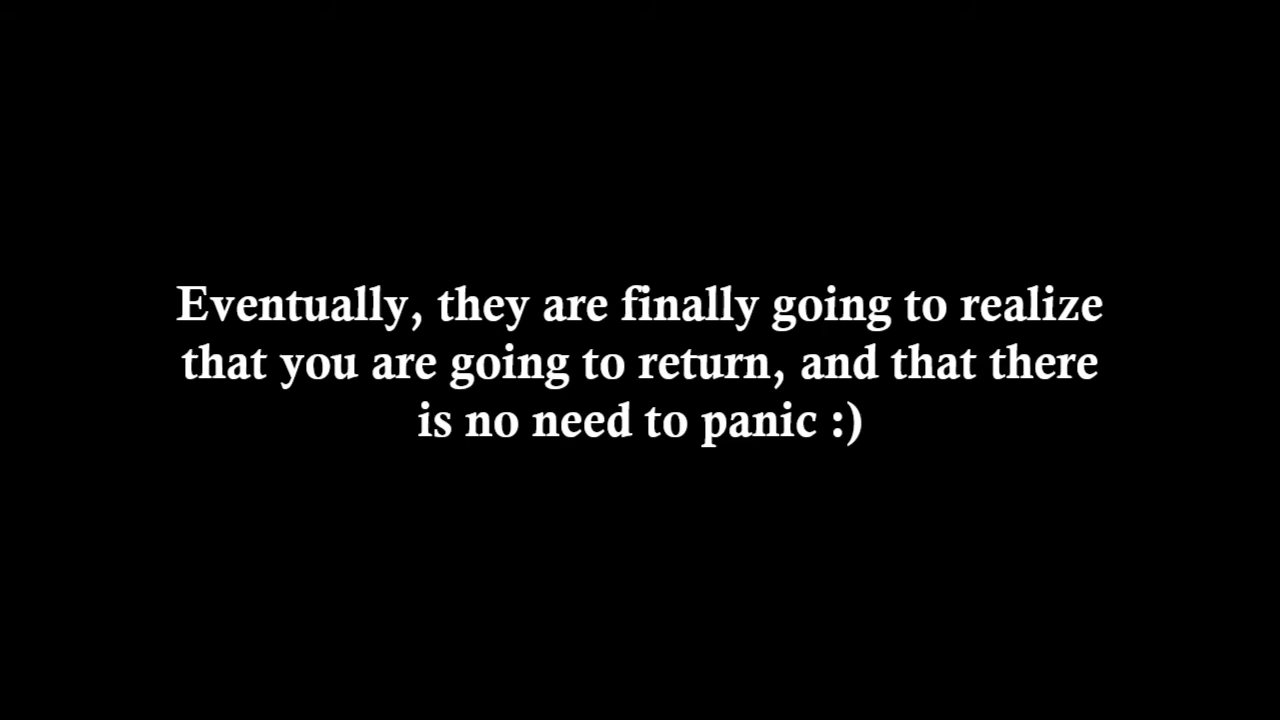 Eventually, they are finally going to realize
that you are going to return, and that there
is no need to panic :)